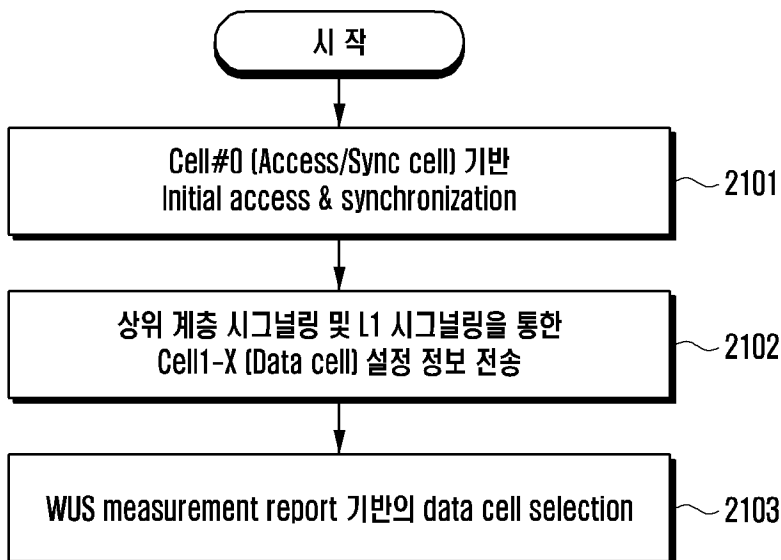 시 작
Cell#0 (Access/Sync cell) 기반
Initial access & synchronization
2101
상위 계층 시그널링 및 L1 시그널링을 통한
Cell1-X (Data cell) 설정 정보 전송
2102
WUS measurement report 기반의 data cell selection
2103